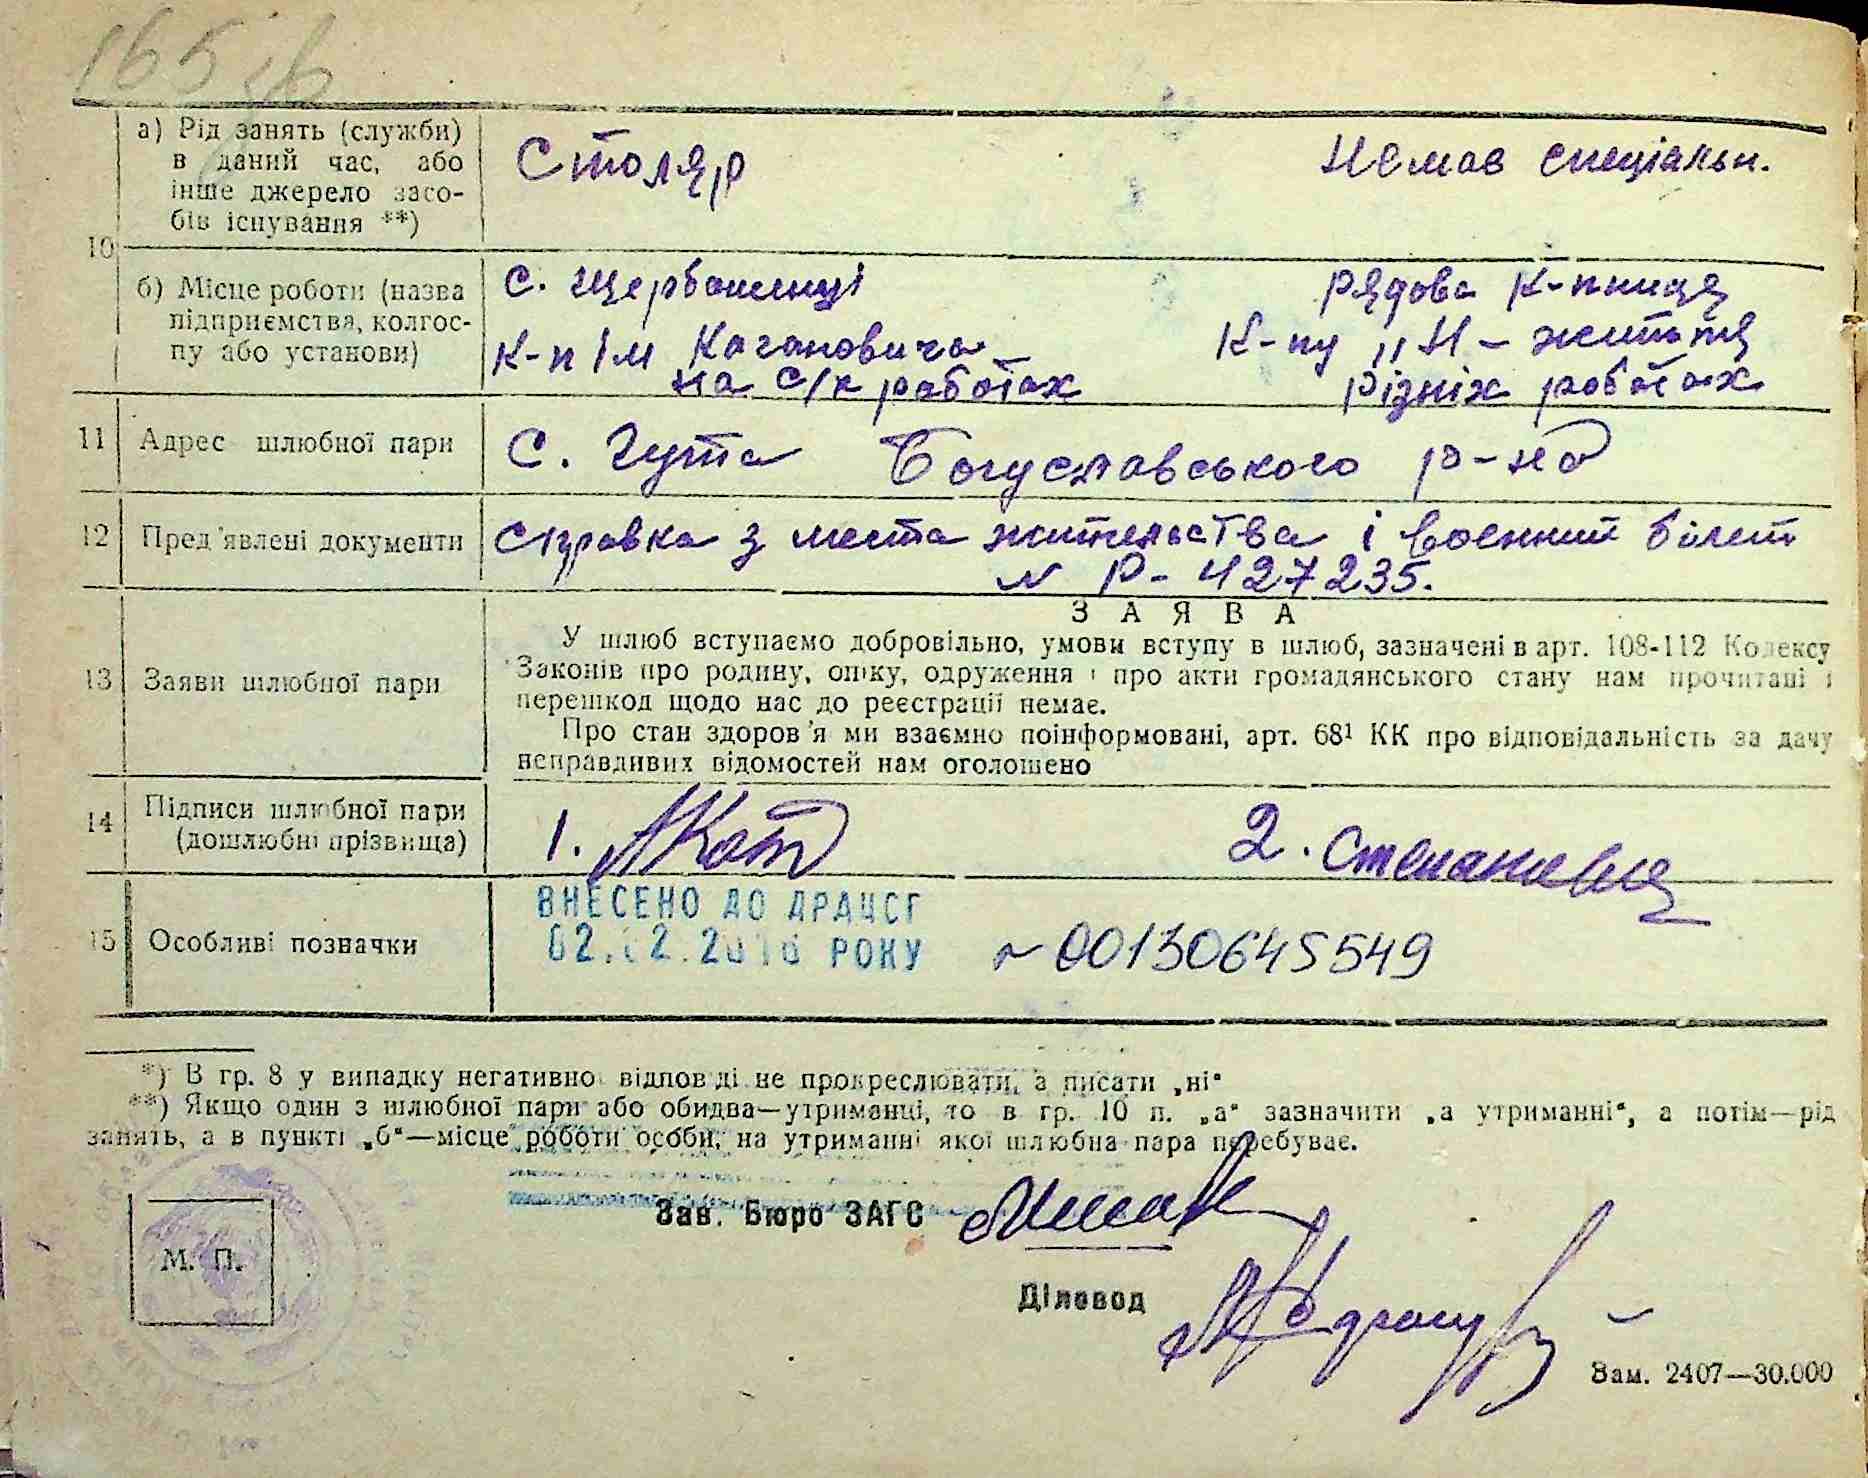 165 зв
10
а) Рід занять (служби) в даний час, або інше джерело засобів існування **)
Столяр
Немає спеціальн.
б) Місце роботи (назва підприємства, колгоспу або установи)
с. Щербашенці
к-п ім Кагановича
на с/х работах
рядова к-пниця
к-пу „Н-життя
різніх роботах
11 Адрес шлюбної пари
с. Гута Богуславського р-на
12 Пред'явлені документи
справка з места жительства і военний білет
№ Р-427235.
З А Я В А
13 Заяви шлюбної пари
У шлюб вступаємо добровільно, умови вступу в шлюб, зазначені в арт. 108-112 Кодексу
Законів про родину, опіку, одруження і про акти громадянського стану нам прочитані і
перешкод щодо нас до реєстрації немає.
Про стан здоров'я ми взаємно поінформовані, арт. 68¹ КК про відповідальність за дачу
неправдивих відомостей нам оголошено
14 Підписи шлюбної пари (дошлюбні прізвища)
1. Кот
2. Степаневця
15 Особливі позначки
ВНЕСЕНО ДО ДРАЦСГ
РОКУ
№ 00130645549
*) В гр. 8 у випадку негативної відповіді не прокреслювати, а писати „ні“
**) Якщо один з шлюбної пари або обидва—утриманці, то в гр. 10 п. „а“ зазначити „а утриманні“, а потім—рід
занять, а в пункті „б“—місце роботи особи, на утриманні якої шлюбна пара перебуває.
Зав. Бюро ЗАГС
М. П.
Діловод
Зам. 2407—30.000